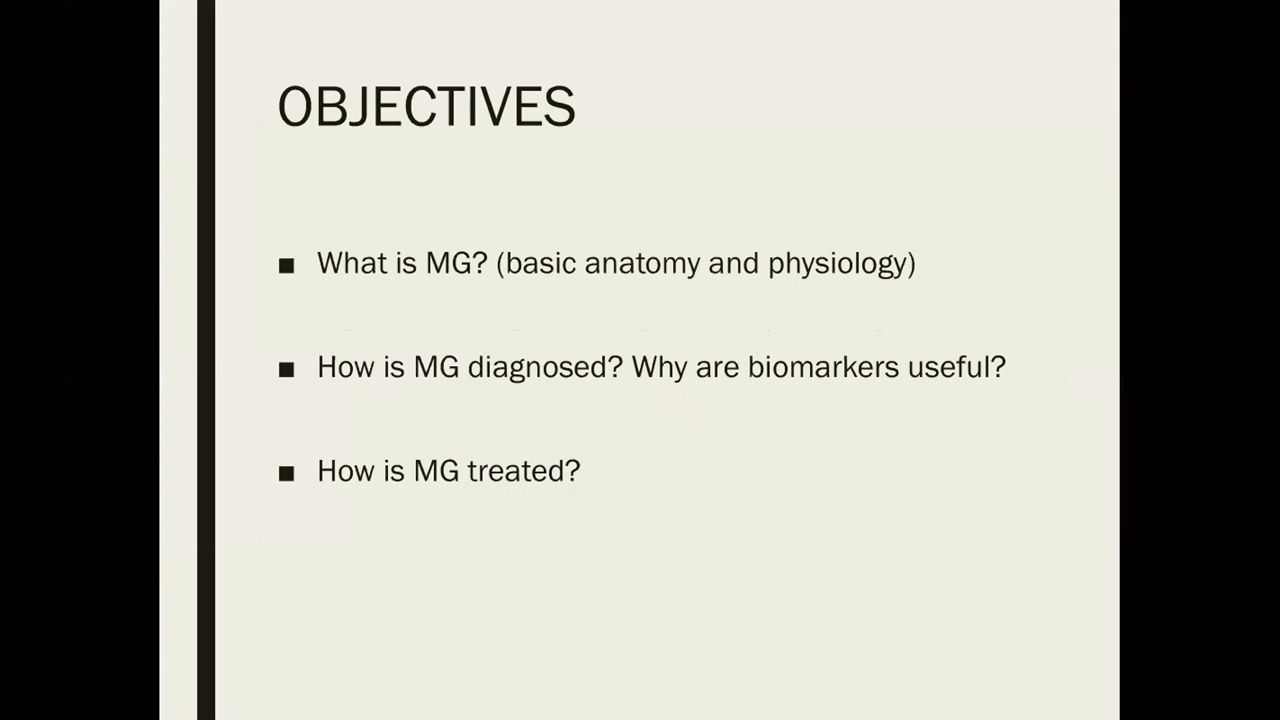 OBJECTIVES
■ What is MG? (basic anatomy and physiology)
■ How is MG diagnosed? Why are biomarkers useful?
■ How is MG treated?